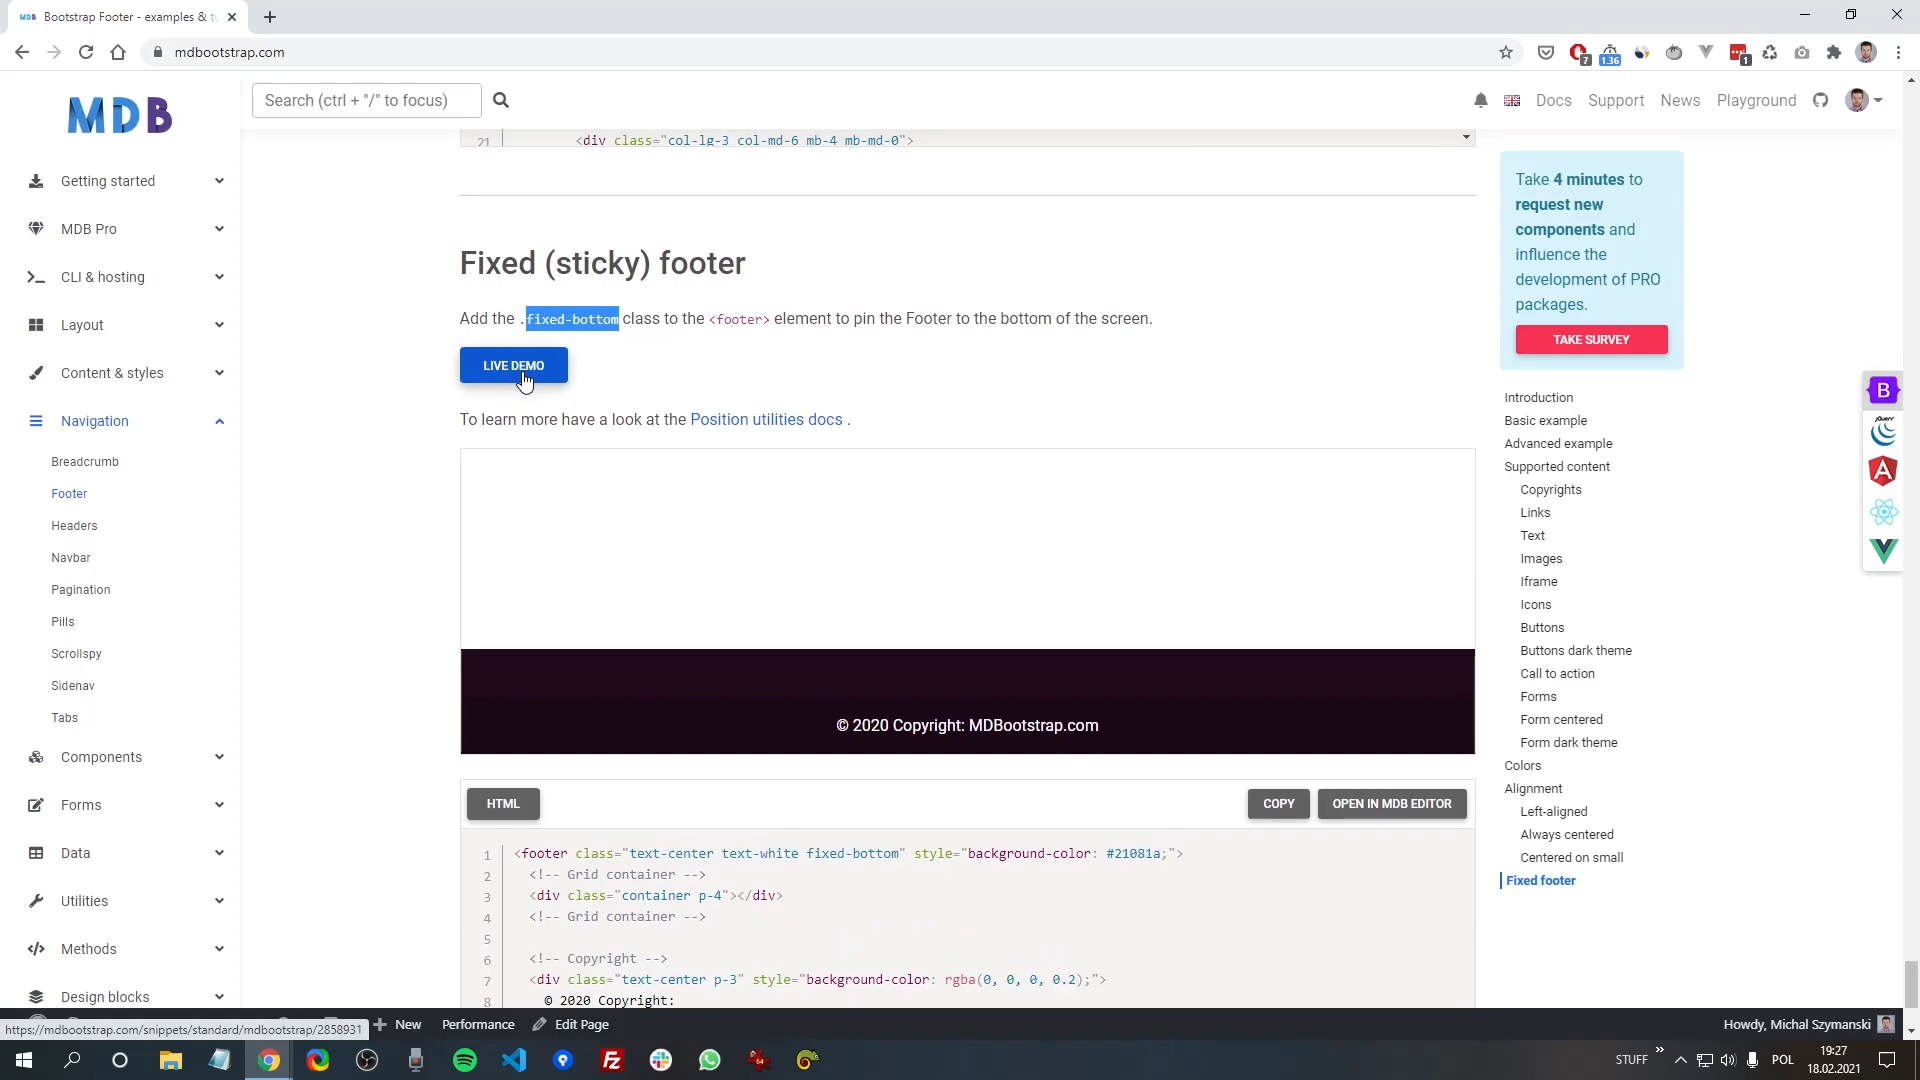 MDB Bootstrap Footer - examples & tu
mdbootstrap.com
7
1.36
1
MDB
Search (ctrl + "/" to focus)
Docs
Support
News
Playground
Getting started
MDB Pro
CLI & hosting
Layout
Content & styles
Navigation
Breadcrumb
Footer
Headers
Navbar
Pagination
Pills
Scrollspy
Sidenav
Tabs
Components
Forms
Data
Utilities
Methods
Design blocks
21 <div class="col-lg-3 col-md-6 mb-4 mb-md-0">
Fixed (sticky) footer
Add the .fixed-bottom class to the <footer> element to pin the Footer to the bottom of the screen.
LIVE DEMO
To learn more have a look at the Position utilities docs .
© 2020 Copyright: MDBootstrap.com
HTML
COPY
OPEN IN MDB EDITOR
1 <footer class="text-center text-white fixed-bottom" style="background-color: #21081a;">
2 <!-- Grid container -->
3 <div class="container p-4"></div>
4 <!-- Grid container -->
5
6 <!-- Copyright -->
7 <div class="text-center p-3" style="background-color: rgba(0, 0, 0, 0.2);">
8 © 2020 Copyright:
Take 4 minutes to
request new
components and
influence the
development of PRO
packages.
TAKE SURVEY
Introduction
Basic example
Advanced example
Supported content
Copyrights
Links
Text
Images
Iframe
Icons
Buttons
Buttons dark theme
Call to action
Forms
Form centered
Form dark theme
Colors
Alignment
Left-aligned
Always centered
Centered on small
Fixed footer
B
jQuery
A
https://mdbootstrap.com/snippets/standard/mdbootstrap/2858931
New
Performance
Edit Page
Howdy, Michal Szymanski
64
STUFF
POL
19:27
18.02.2021